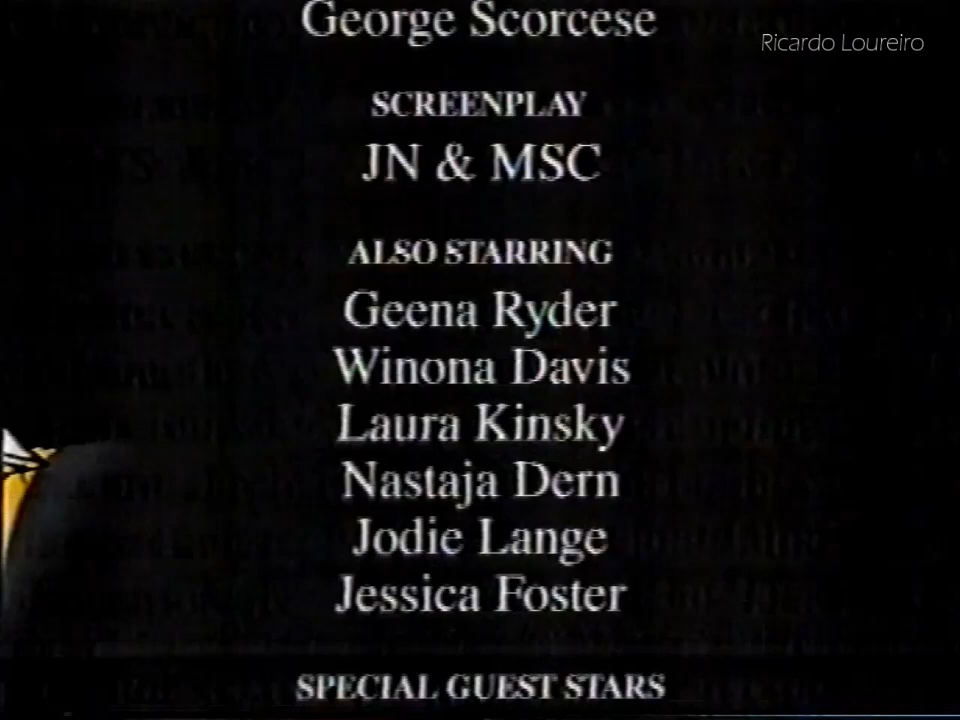 George Scorcese
Ricardo Loureiro
SCREENPLAY
JN & MSC
ALSO STARRING
Geena Ryder
Winona Davis
Laura Kinsky
Nastaja Dern
Jodie Lange
Jessica Foster
SPECIAL GUEST STARS